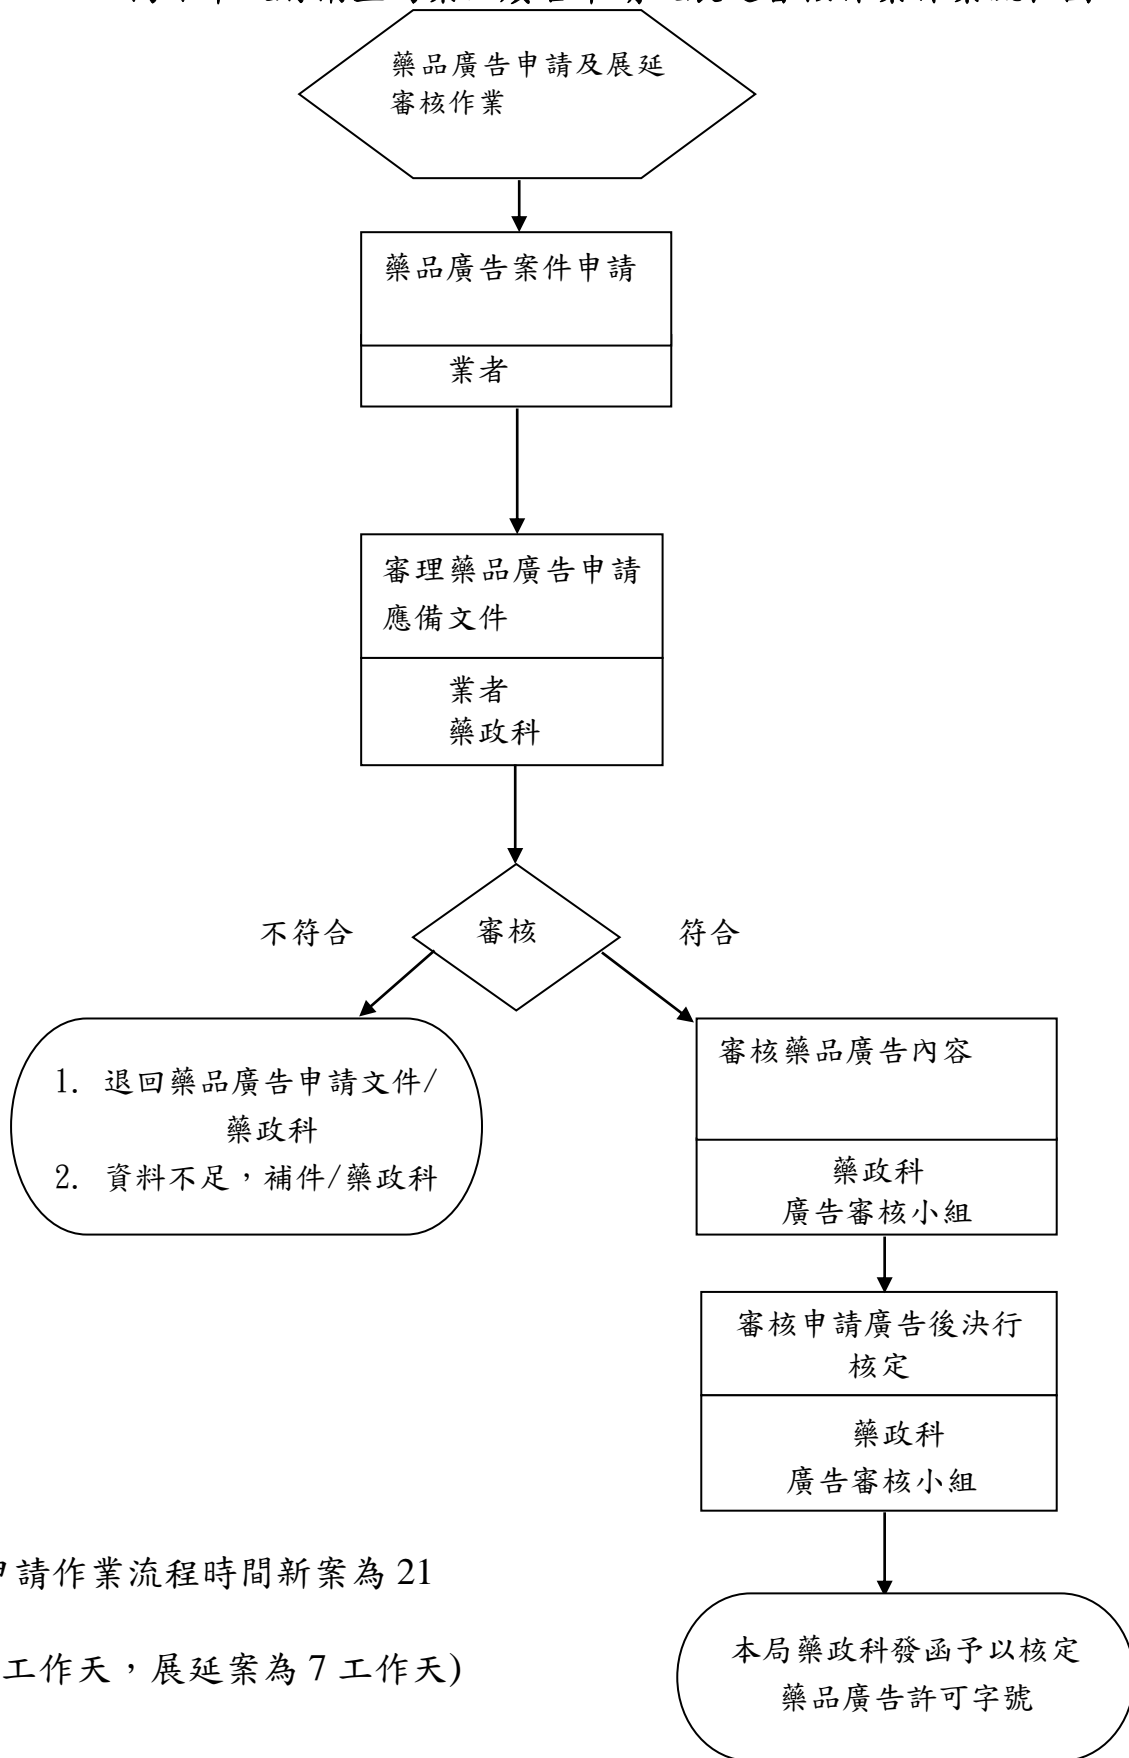 藥品廣告申請及展延
審核作業
藥品廣告案件申請
業者
審理藥品廣告申請
應備文件
業者
藥政科
不符合
審核
符合
1. 退回藥品廣告申請文件/
藥政科
2. 資料不足，補件/藥政科
審核藥品廣告內容
藥政科
廣告審核小組
審核申請廣告後決行
核定
藥政科
廣告審核小組
申請作業流程時間新案為 21
工作天，展延案為 7 工作天)
本局藥政科發函予以核定
藥品廣告許可字號